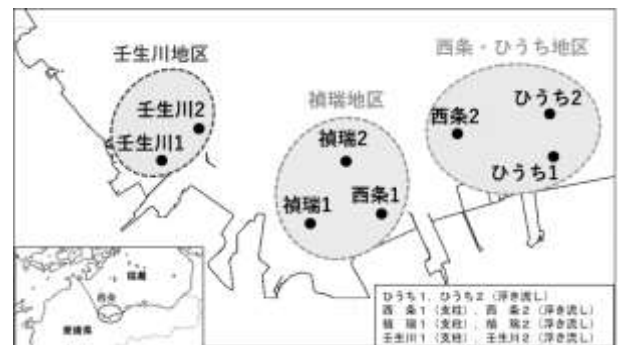 壬生川地区
西条・ひうち地区
禎瑞地区
壬生川2
壬生川1
禎瑞2
禎瑞1
西条1
西条2
ひうち2
ひうち1
愛媛県
ひうち1、ひうち2（浮き流し）
西　条1（支柱）、西　条2（浮き流し）
禎　瑞1（支柱）、禎　瑞2（浮き流し）
壬生川1（支柱）、壬生川2（浮き流し）